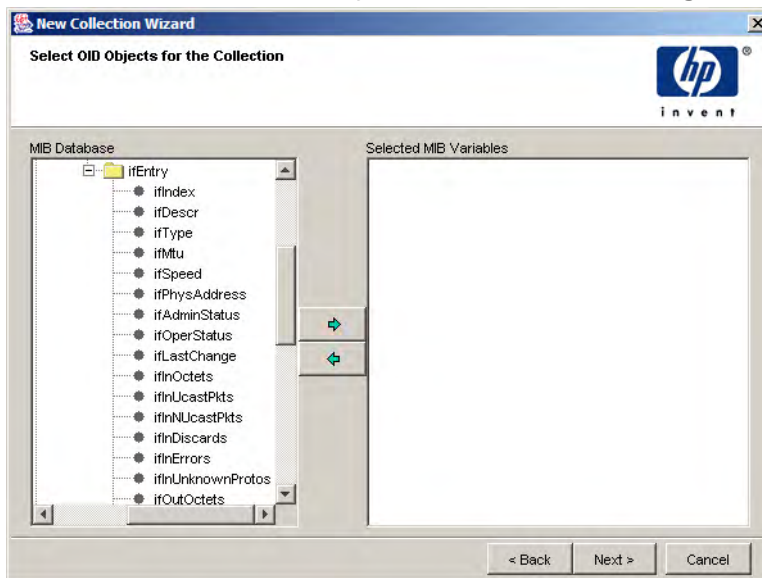 New Collection Wizard
Select OID Objects for the Collection
hp
®
invent
MIB Database
Selected MIB Variables
ifEntry
ifIndex
ifDescr
ifType
ifMtu
ifSpeed
ifPhysAddress
ifAdminStatus
ifOperStatus
ifLastChange
ifInOctets
ifInUcastPkts
ifInNUcastPkts
ifInDiscards
ifInErrors
ifInUnknownProtos
ifOutOctets
< Back
Next >
Cancel